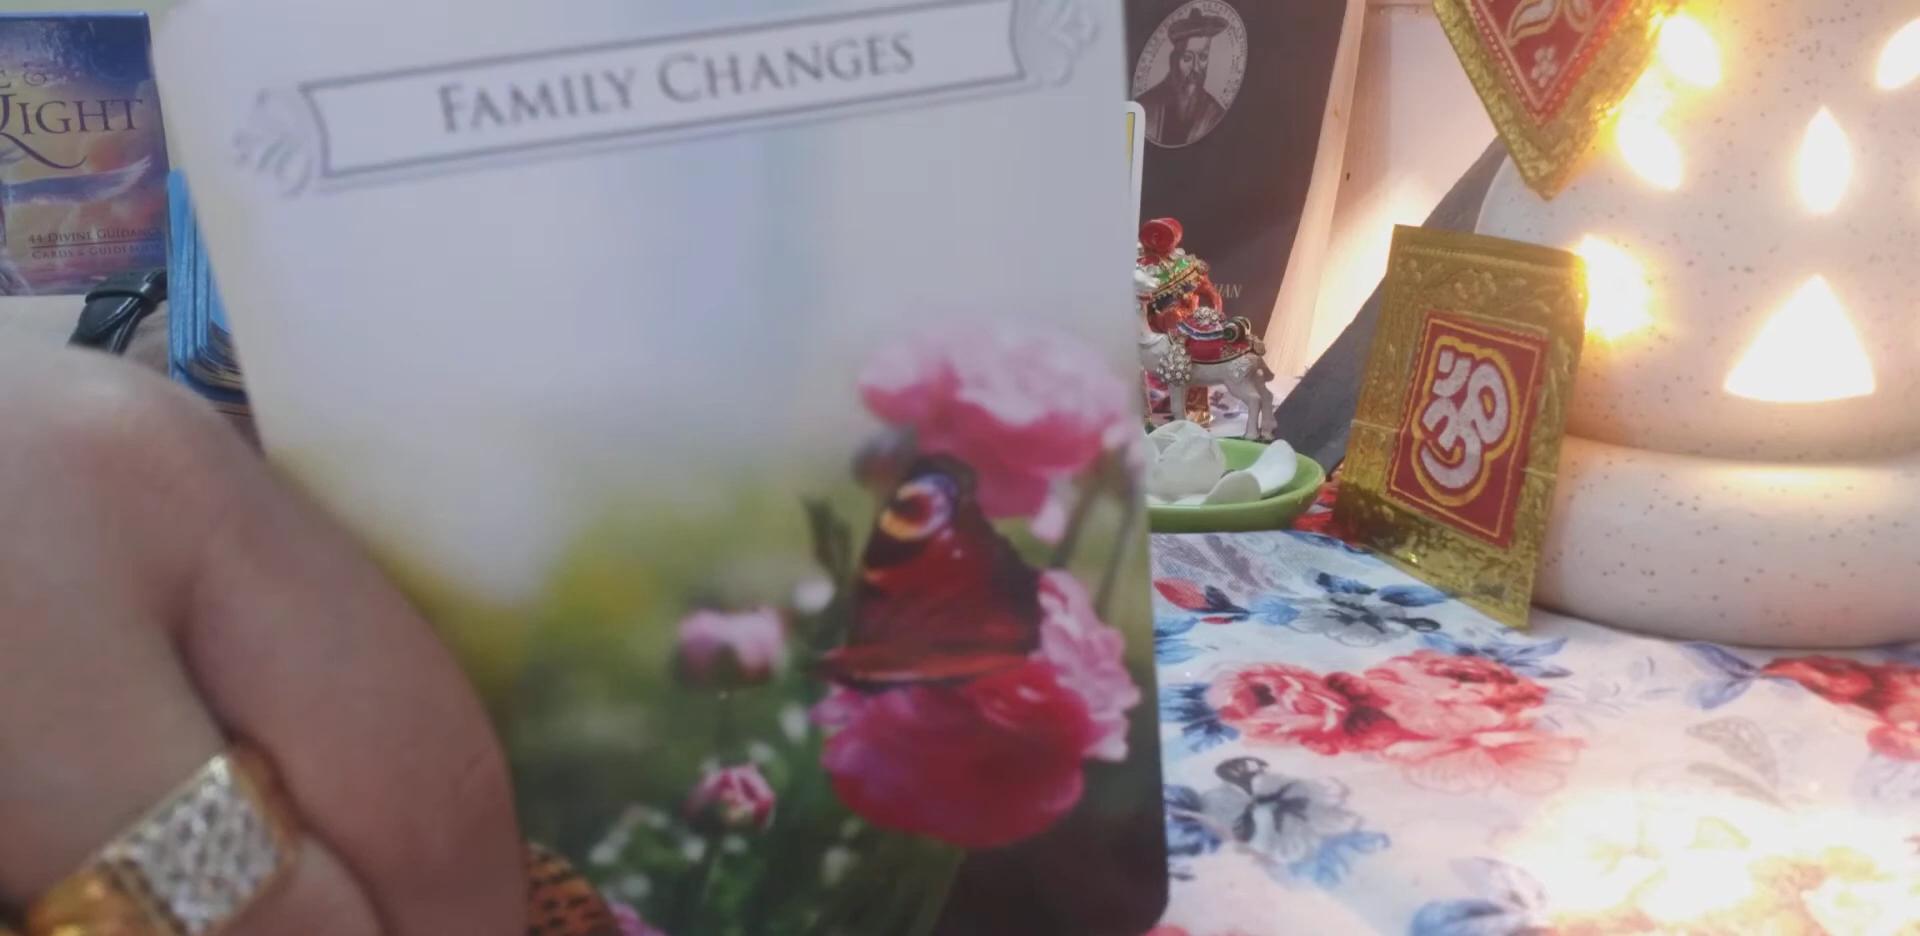 FAMILY CHANGES
LIGHT
44 DIVINE GUIDANCE
CARDS & GUIDEBOOK
ॐ